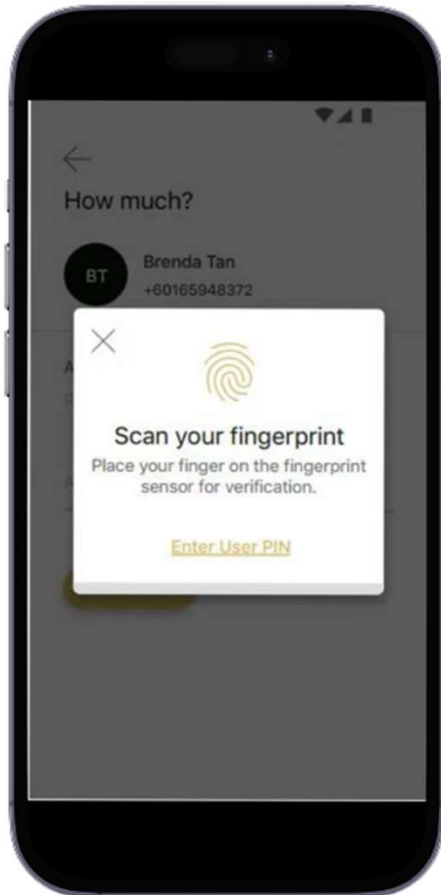 How much?
BT
Brenda Tan
+60165948372
Scan your fingerprint
Place your finger on the fingerprint
sensor for verification.
Enter User PIN